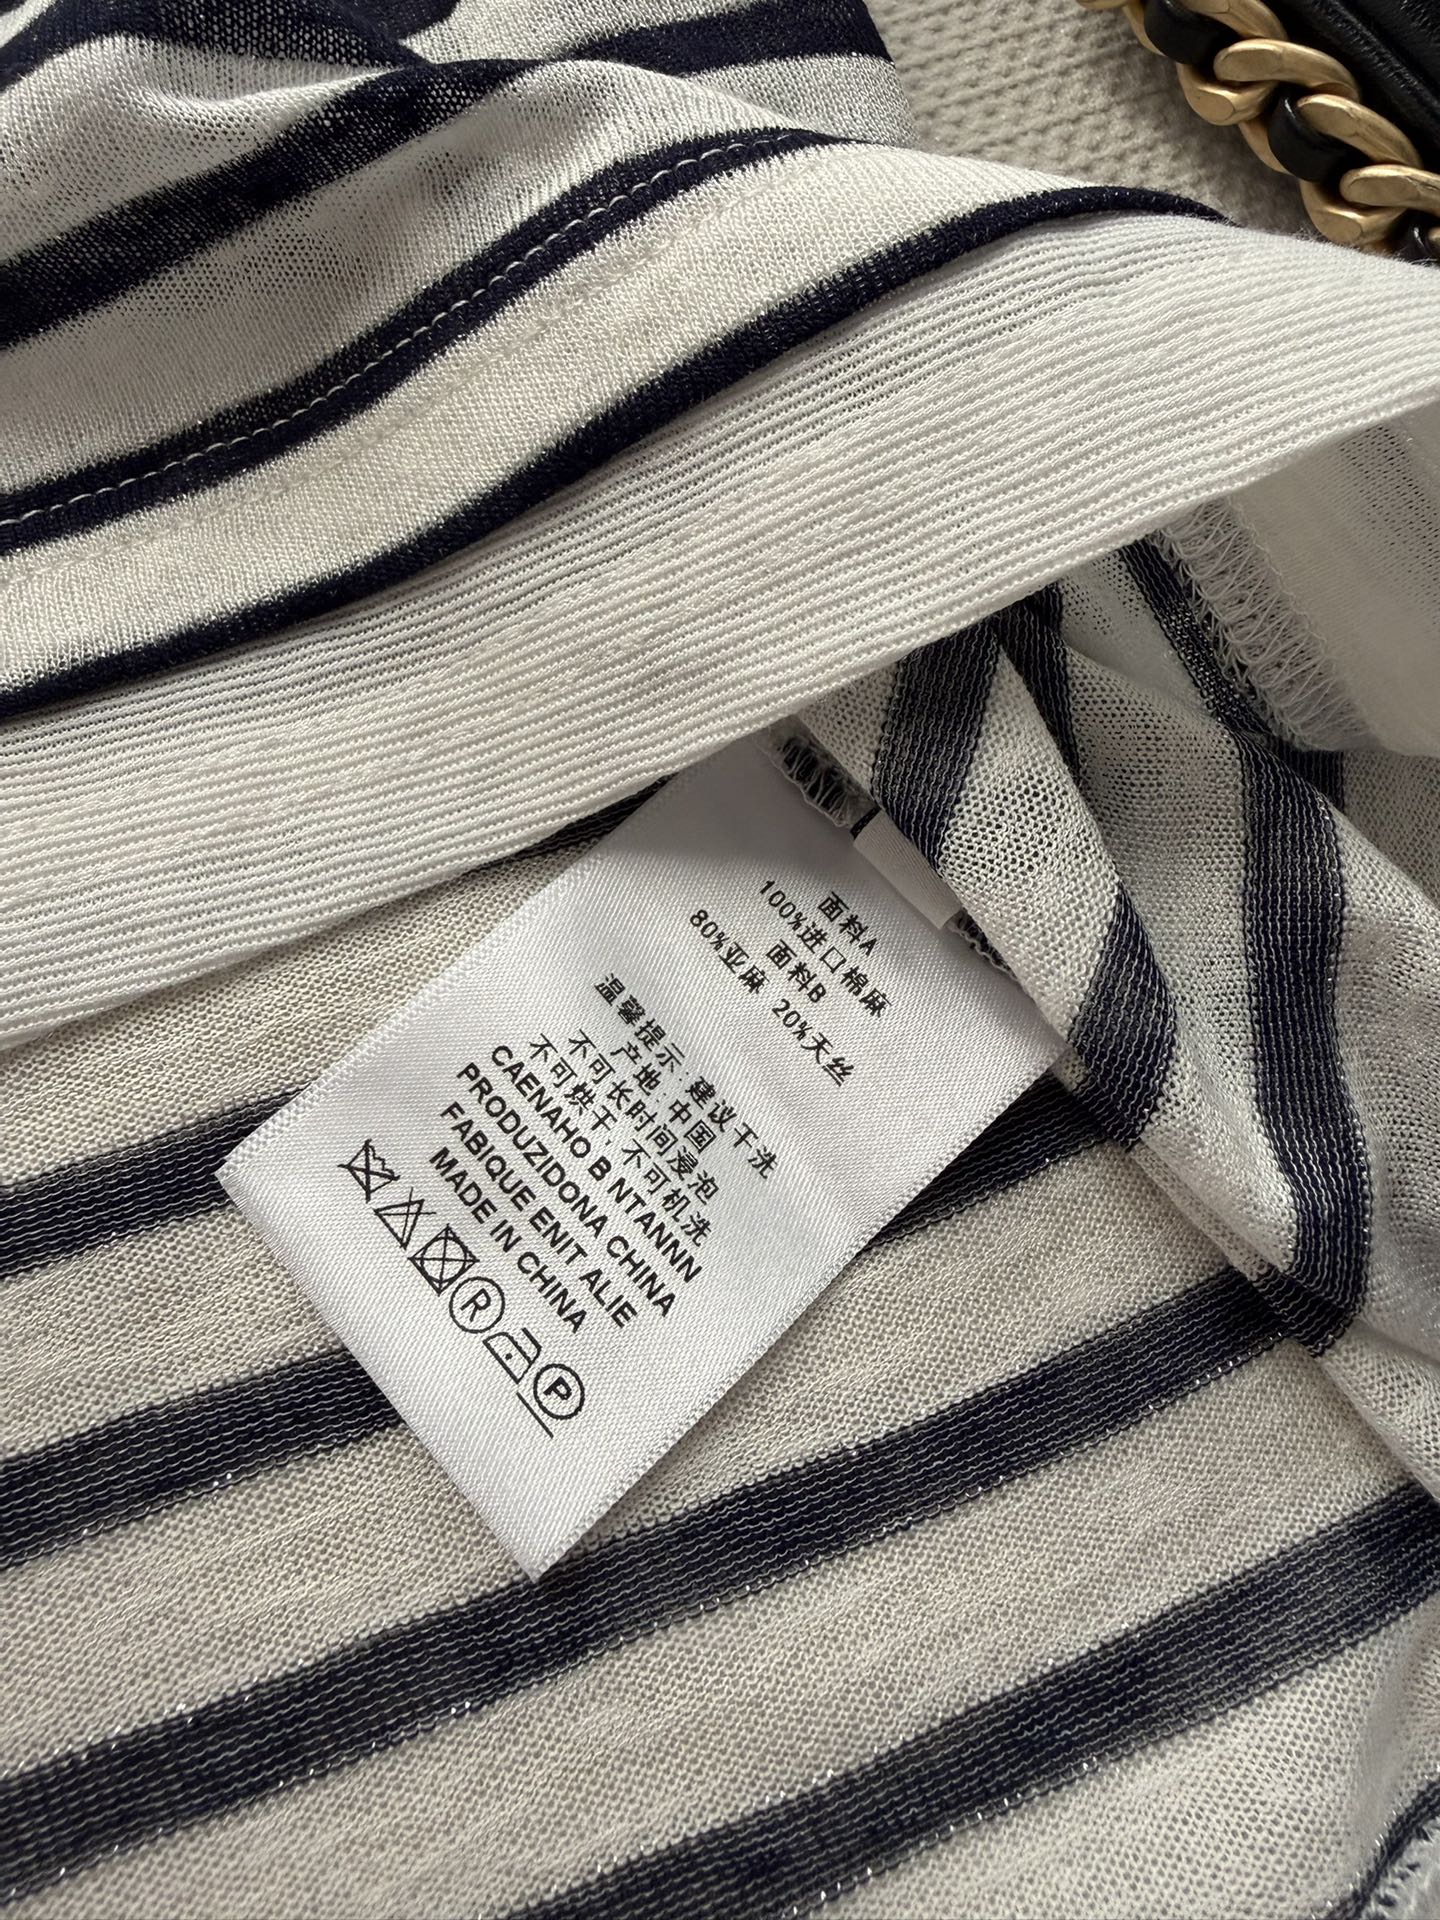 面料A
100%进口棉麻
面料B
80%亚麻 20%天丝
温馨提示:建议干洗
产地:中国
不可长时间浸泡
不可烘干,不可机洗
CAENAHO B NTANNN
PRODUZIDONA CHINA
FABIQUE ENIT ALIE
MADE IN CHINA
R
P